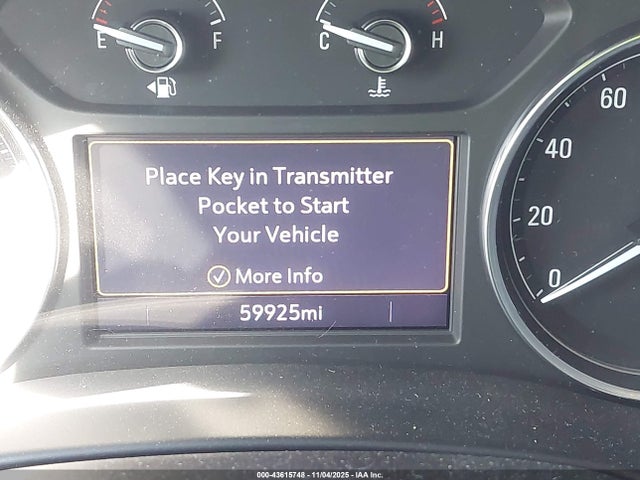 E F
C H
Place Key in Transmitter
Pocket to Start
Your Vehicle
More Info
59925mi
60
40
20
0
000-43615748 - 11/04/2025 - IAA Inc.